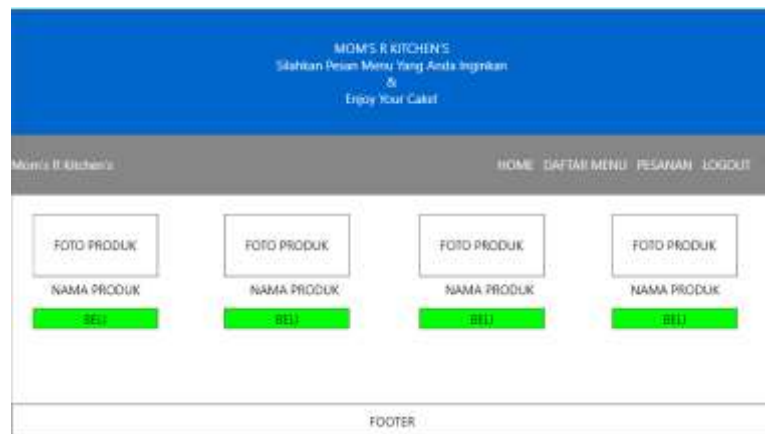 MOM'S R KITCHEN'S
Silahkan Pesan Menu Yang Anda Inginkan
&
Enjoy Your Cake!
Mom's R Kitchen's HOME DAFTAR MENU PESANAN LOGOUT
FOTO PRODUK FOTO PRODUK FOTO PRODUK FOTO PRODUK
NAMA PRODUK NAMA PRODUK NAMA PRODUK NAMA PRODUK
BELI BELI BELI BELI
FOOTER